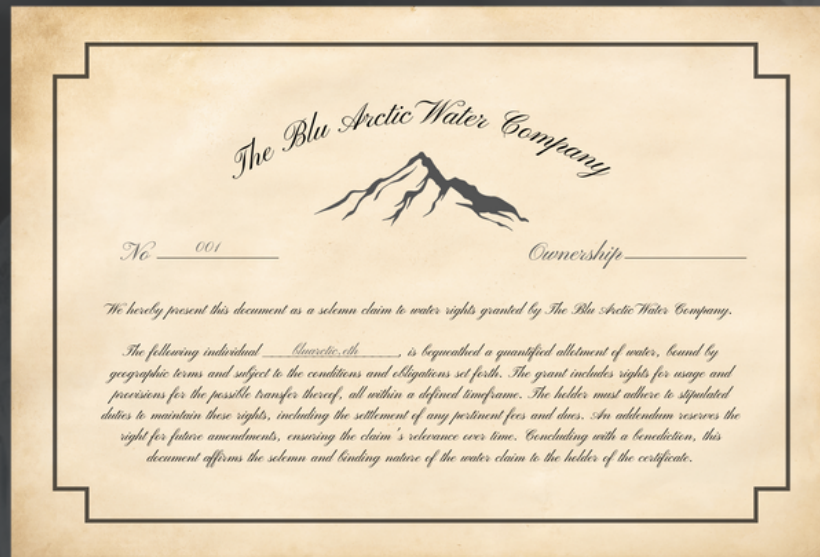 The Blu Arctic Water Company
No 001 Ownership
We hereby present this document as a solemn claim to water rights granted by The Blu Arctic Water Company.
The following individual bluarctic.eth, is bequeathed a quantified allotment of water, bound by
geographic terms and subject to the conditions and obligations set forth. The grant includes rights for usage and
provisions for the possible transfer thereof, all within a defined timeframe. The holder must adhere to stipulated
duties to maintain these rights, including the settlement of any pertinent fees and dues. An addendum reserves the
right for future amendments, ensuring the claim's relevance over time. Concluding with a benediction, this
document affirms the solemn and binding nature of the water claim to the holder of the certificate.